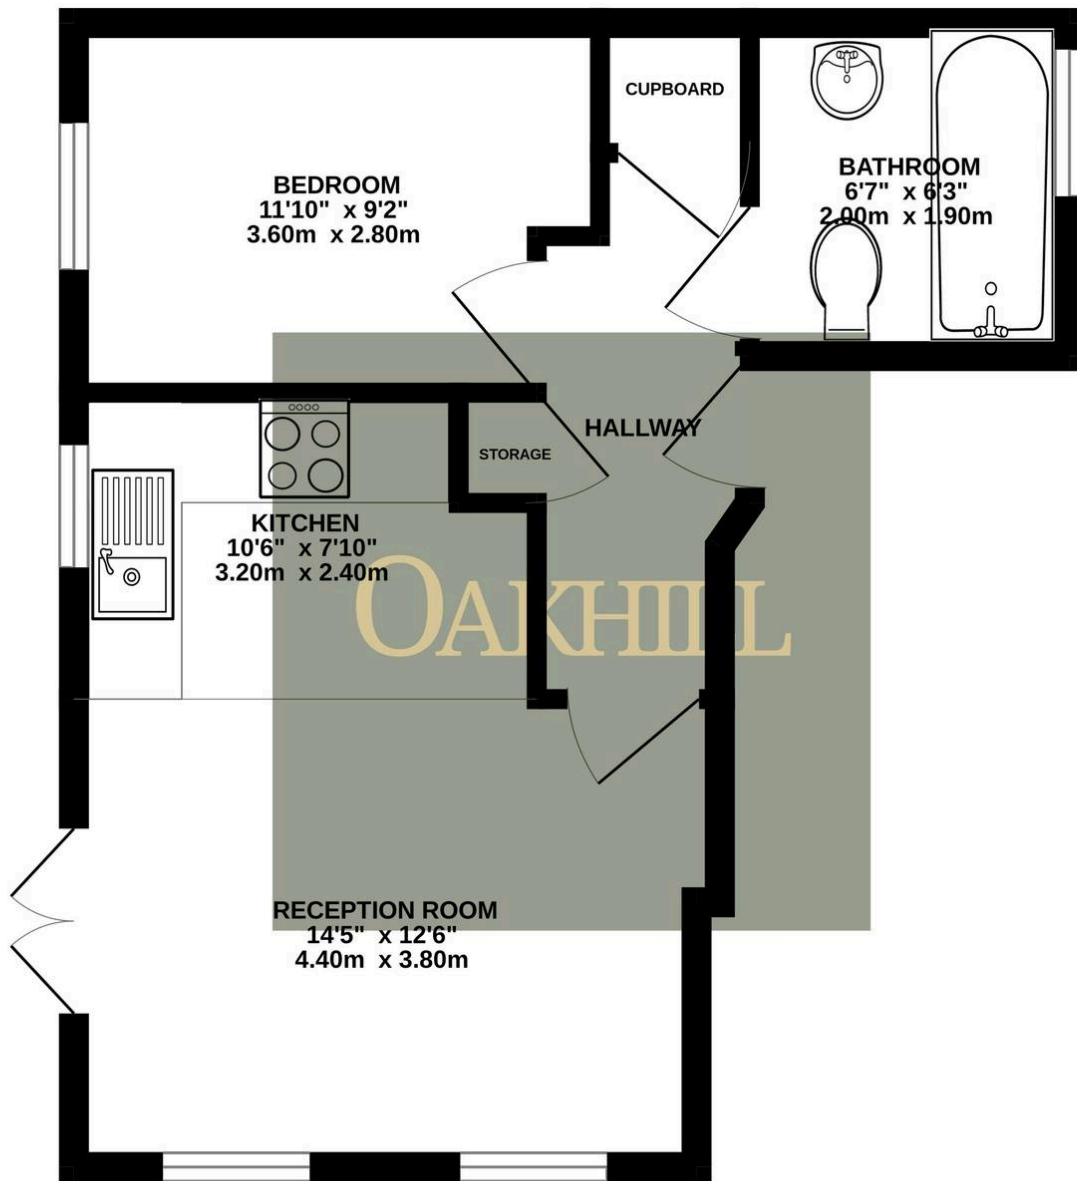 CUPBOARD
BEDROOM
11'10" x 9'2"
3.60m x 2.80m
BATHROOM
6'7" x 6'3"
2.00m x 1.90m
HALLWAY
STORAGE
KITCHEN
10'6" x 7'10"
3.20m x 2.40m
OAKHILL
RECEPTION ROOM
14'5" x 12'6"
4.40m x 3.80m